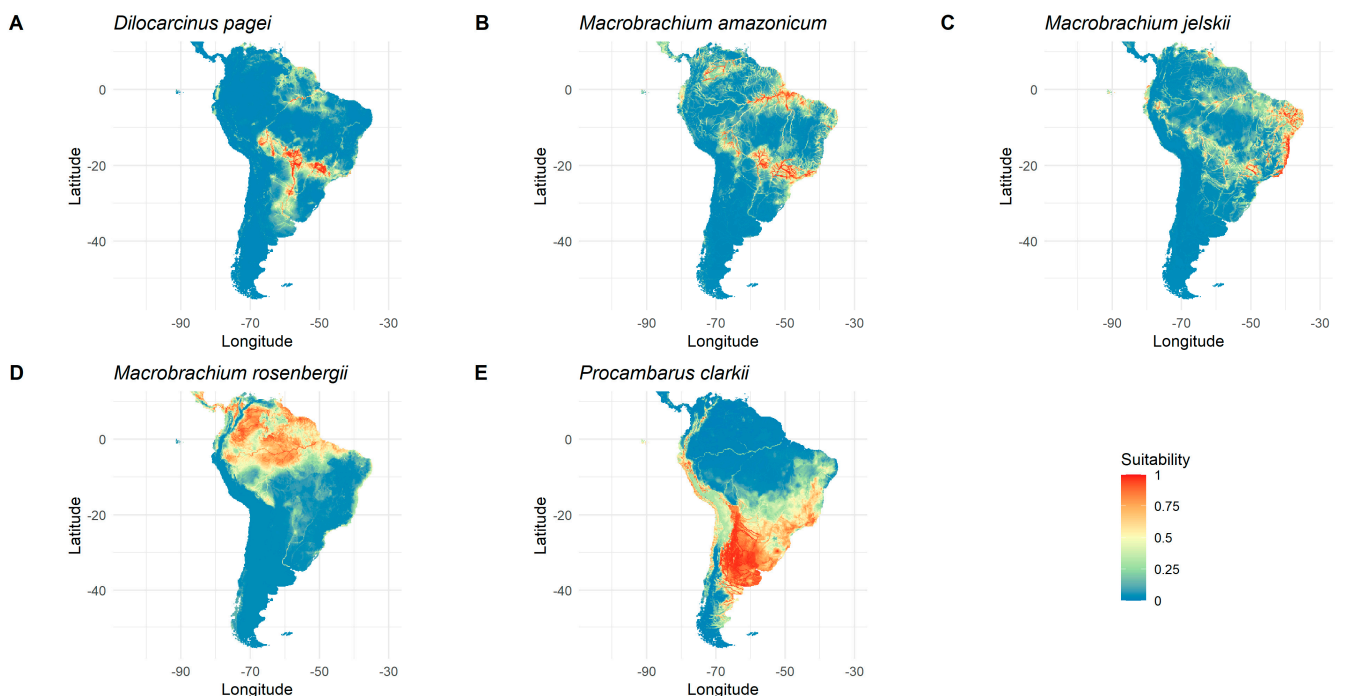 A
Dilocarcinus pagei
0
-20
-40
Latitude
-90
-70
-50
-30
Longitude
B
Macrobrachium amazonicum
0
-20
-40
Latitude
-90
-70
-50
-30
Longitude
C
Macrobrachium jelskii
0
-20
-40
Latitude
-90
-70
-50
-30
Longitude
D
Macrobrachium rosenbergii
0
-20
-40
Latitude
-90
-70
-50
-30
Longitude
E
Procambarus clarkii
0
-20
-40
Latitude
-90
-70
-50
-30
Longitude
Suitability
1
0.75
0.5
0.25
0